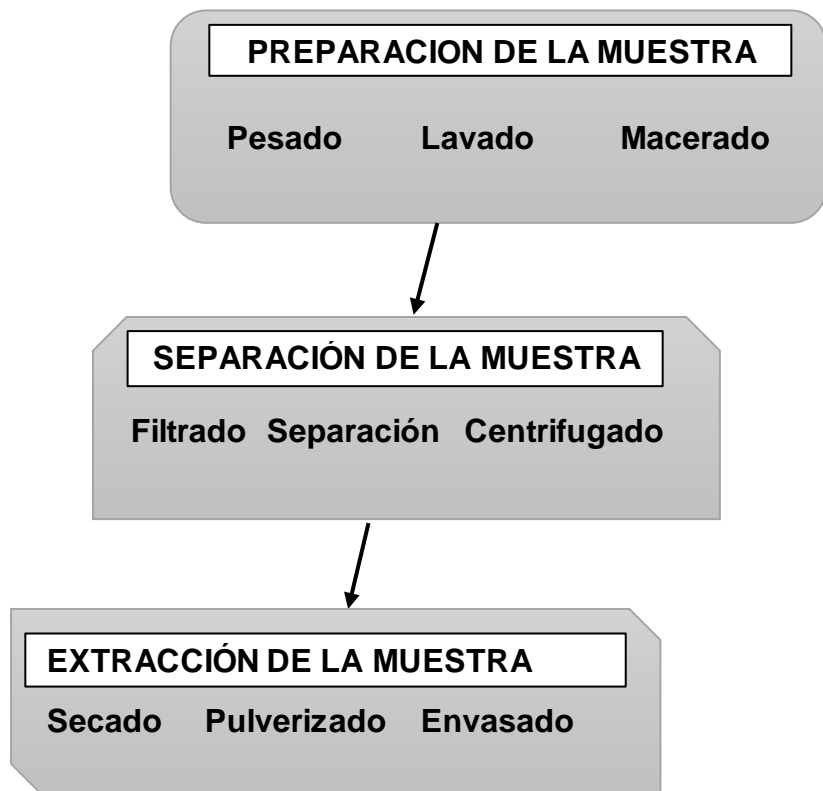 PREPARACION DE LA MUESTRA
Pesado Lavado Macerado
SEPARACIÓN DE LA MUESTRA
Filtrado Separación Centrifugado
EXTRACCIÓN DE LA MUESTRA
Secado Pulverizado Envasado